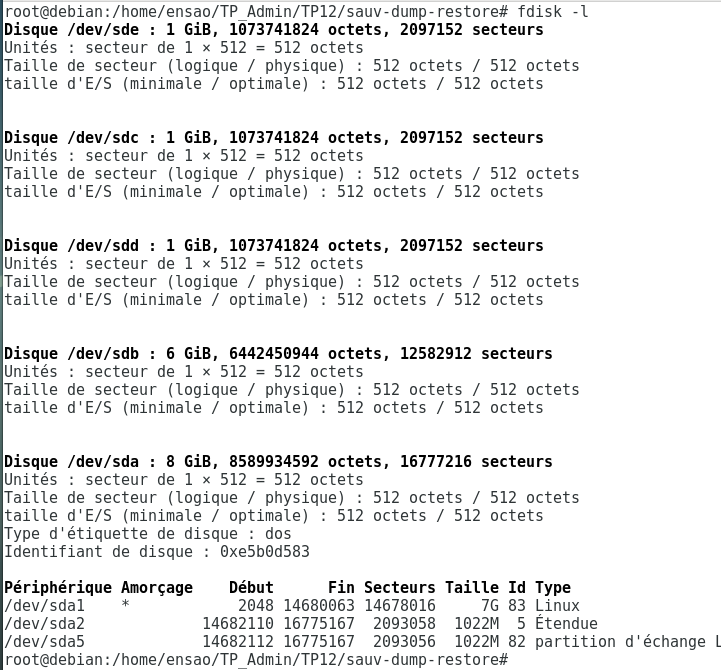 root@debian:/home/ensao/TP_Admin/TP12/sauv-dump-restore# fdisk -l
Disque /dev/sde : 1 GiB, 1073741824 octets, 2097152 secteurs
Unités : secteur de 1 × 512 = 512 octets
Taille de secteur (logique / physique) : 512 octets / 512 octets
taille d'E/S (minimale / optimale) : 512 octets / 512 octets
Disque /dev/sdc : 1 GiB, 1073741824 octets, 2097152 secteurs
Unités : secteur de 1 × 512 = 512 octets
Taille de secteur (logique / physique) : 512 octets / 512 octets
taille d'E/S (minimale / optimale) : 512 octets / 512 octets
Disque /dev/sdd : 1 GiB, 1073741824 octets, 2097152 secteurs
Unités : secteur de 1 × 512 = 512 octets
Taille de secteur (logique / physique) : 512 octets / 512 octets
taille d'E/S (minimale / optimale) : 512 octets / 512 octets
Disque /dev/sdb : 6 GiB, 6442450944 octets, 12582912 secteurs
Unités : secteur de 1 × 512 = 512 octets
Taille de secteur (logique / physique) : 512 octets / 512 octets
taille d'E/S (minimale / optimale) : 512 octets / 512 octets
Disque /dev/sda : 8 GiB, 8589934592 octets, 16777216 secteurs
Unités : secteur de 1 × 512 = 512 octets
Taille de secteur (logique / physique) : 512 octets / 512 octets
taille d'E/S (minimale / optimale) : 512 octets / 512 octets
Type d'étiquette de disque : dos
Identifiant de disque : 0xe5b0d583
Périphérique Amorçage    Début      Fin Secteurs Taille Id Type
/dev/sda1    *            2048 14680063 14678016     7G 83 Linux
/dev/sda2             14682110 16775167  2093058  1022M  5 Étendue
/dev/sda5             14682112 16775167  2093056  1022M 82 partition d'échange L
root@debian:/home/ensao/TP_Admin/TP12/sauv-dump-restore#